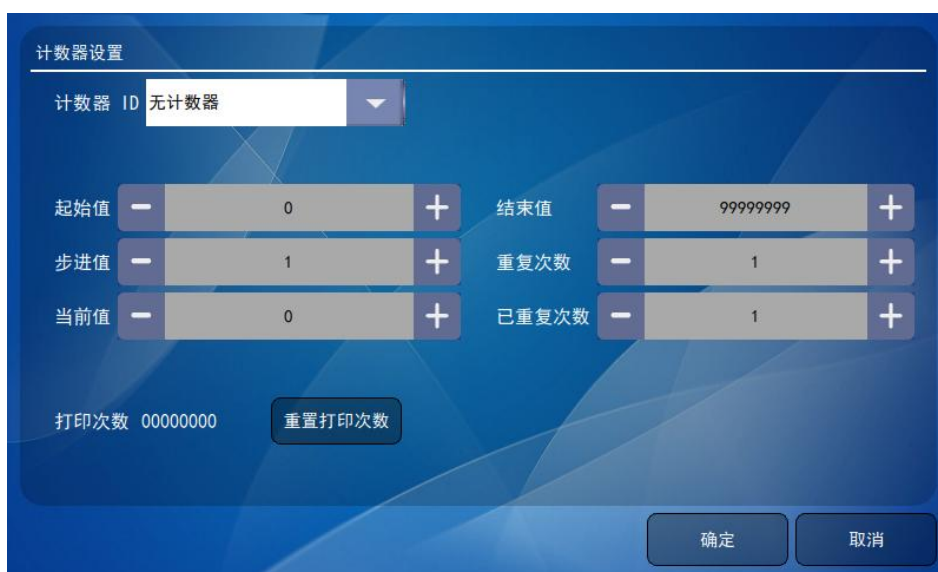 计数器设置
计数器 ID 无计数器
起始值 0 结束值 99999999
步进值 1 重复次数 1
当前值 0 已重复次数 1
打印次数 00000000 重置打印次数
确定 取消